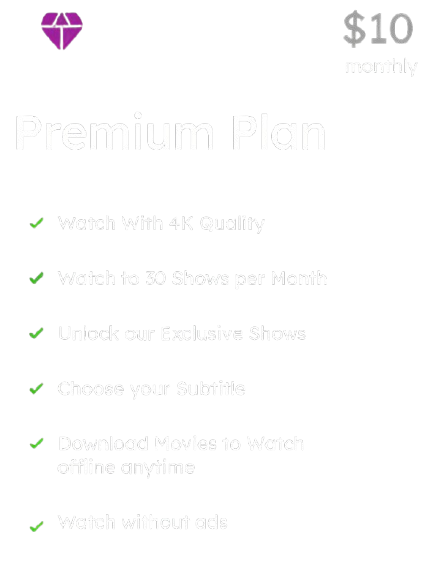 $10
monthly
Premium Plan
Watch With 4K Quality
Watch to 30 Shows per Month
Unlock our Exclusive Shows
Choose your Subtitle
Download Movies to Watch
offline anytime
Watch without ads